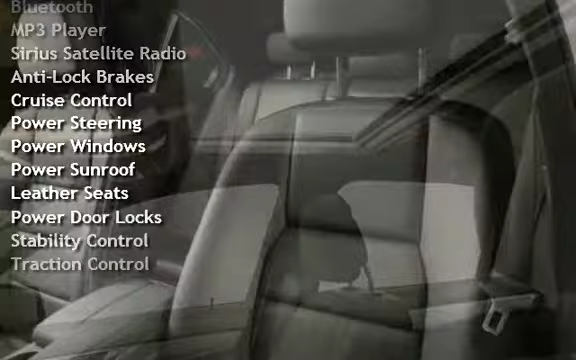 Bluetooth
MP3 Player
Sirius Satellite Radio
Anti-Lock Brakes
Cruise Control
Power Steering
Power Windows
Power Sunroof
Leather Seats
Power Door Locks
Stability Control
Traction Control